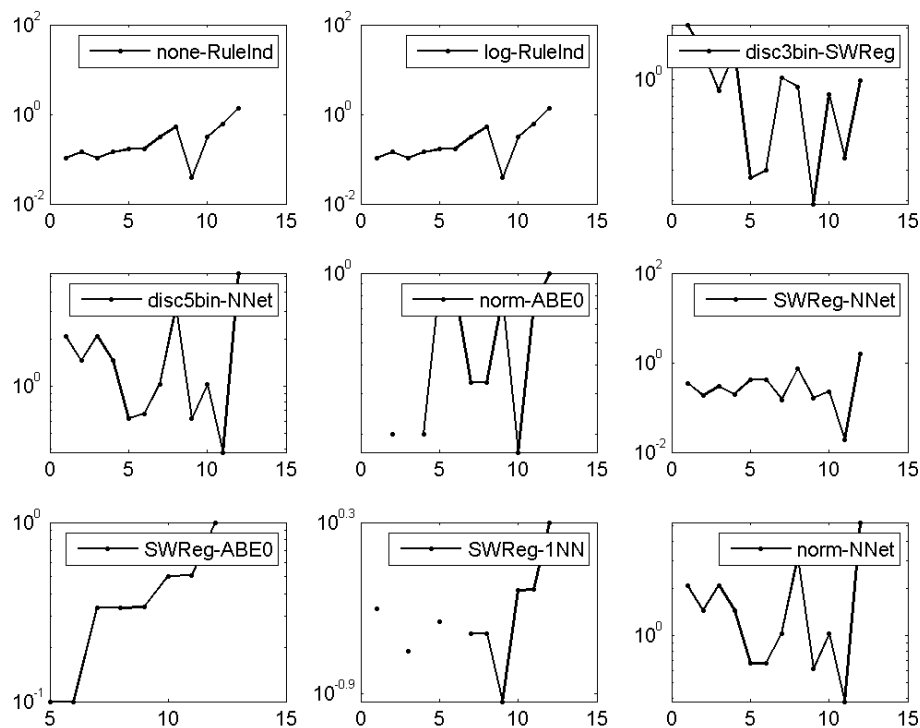 10^2
none-RuleInd
10^0
10^-2
0 5 10 15
10^2
log-RuleInd
10^0
10^-2
0 5 10 15
disc3bin-SWReg
10^0
0 5 10 15
disc5bin-NNet
10^0
0 5 10 15
10^0
norm-ABE0
0 5 10 15
10^2
SWReg-NNet
10^0
10^-2
0 5 10 15
10^0
SWReg-ABE0
10^-1
5 10 15
10^0.3
SWReg-1NN
10^-0.9
0 5 10 15
norm-NNet
10^0
0 5 10 15